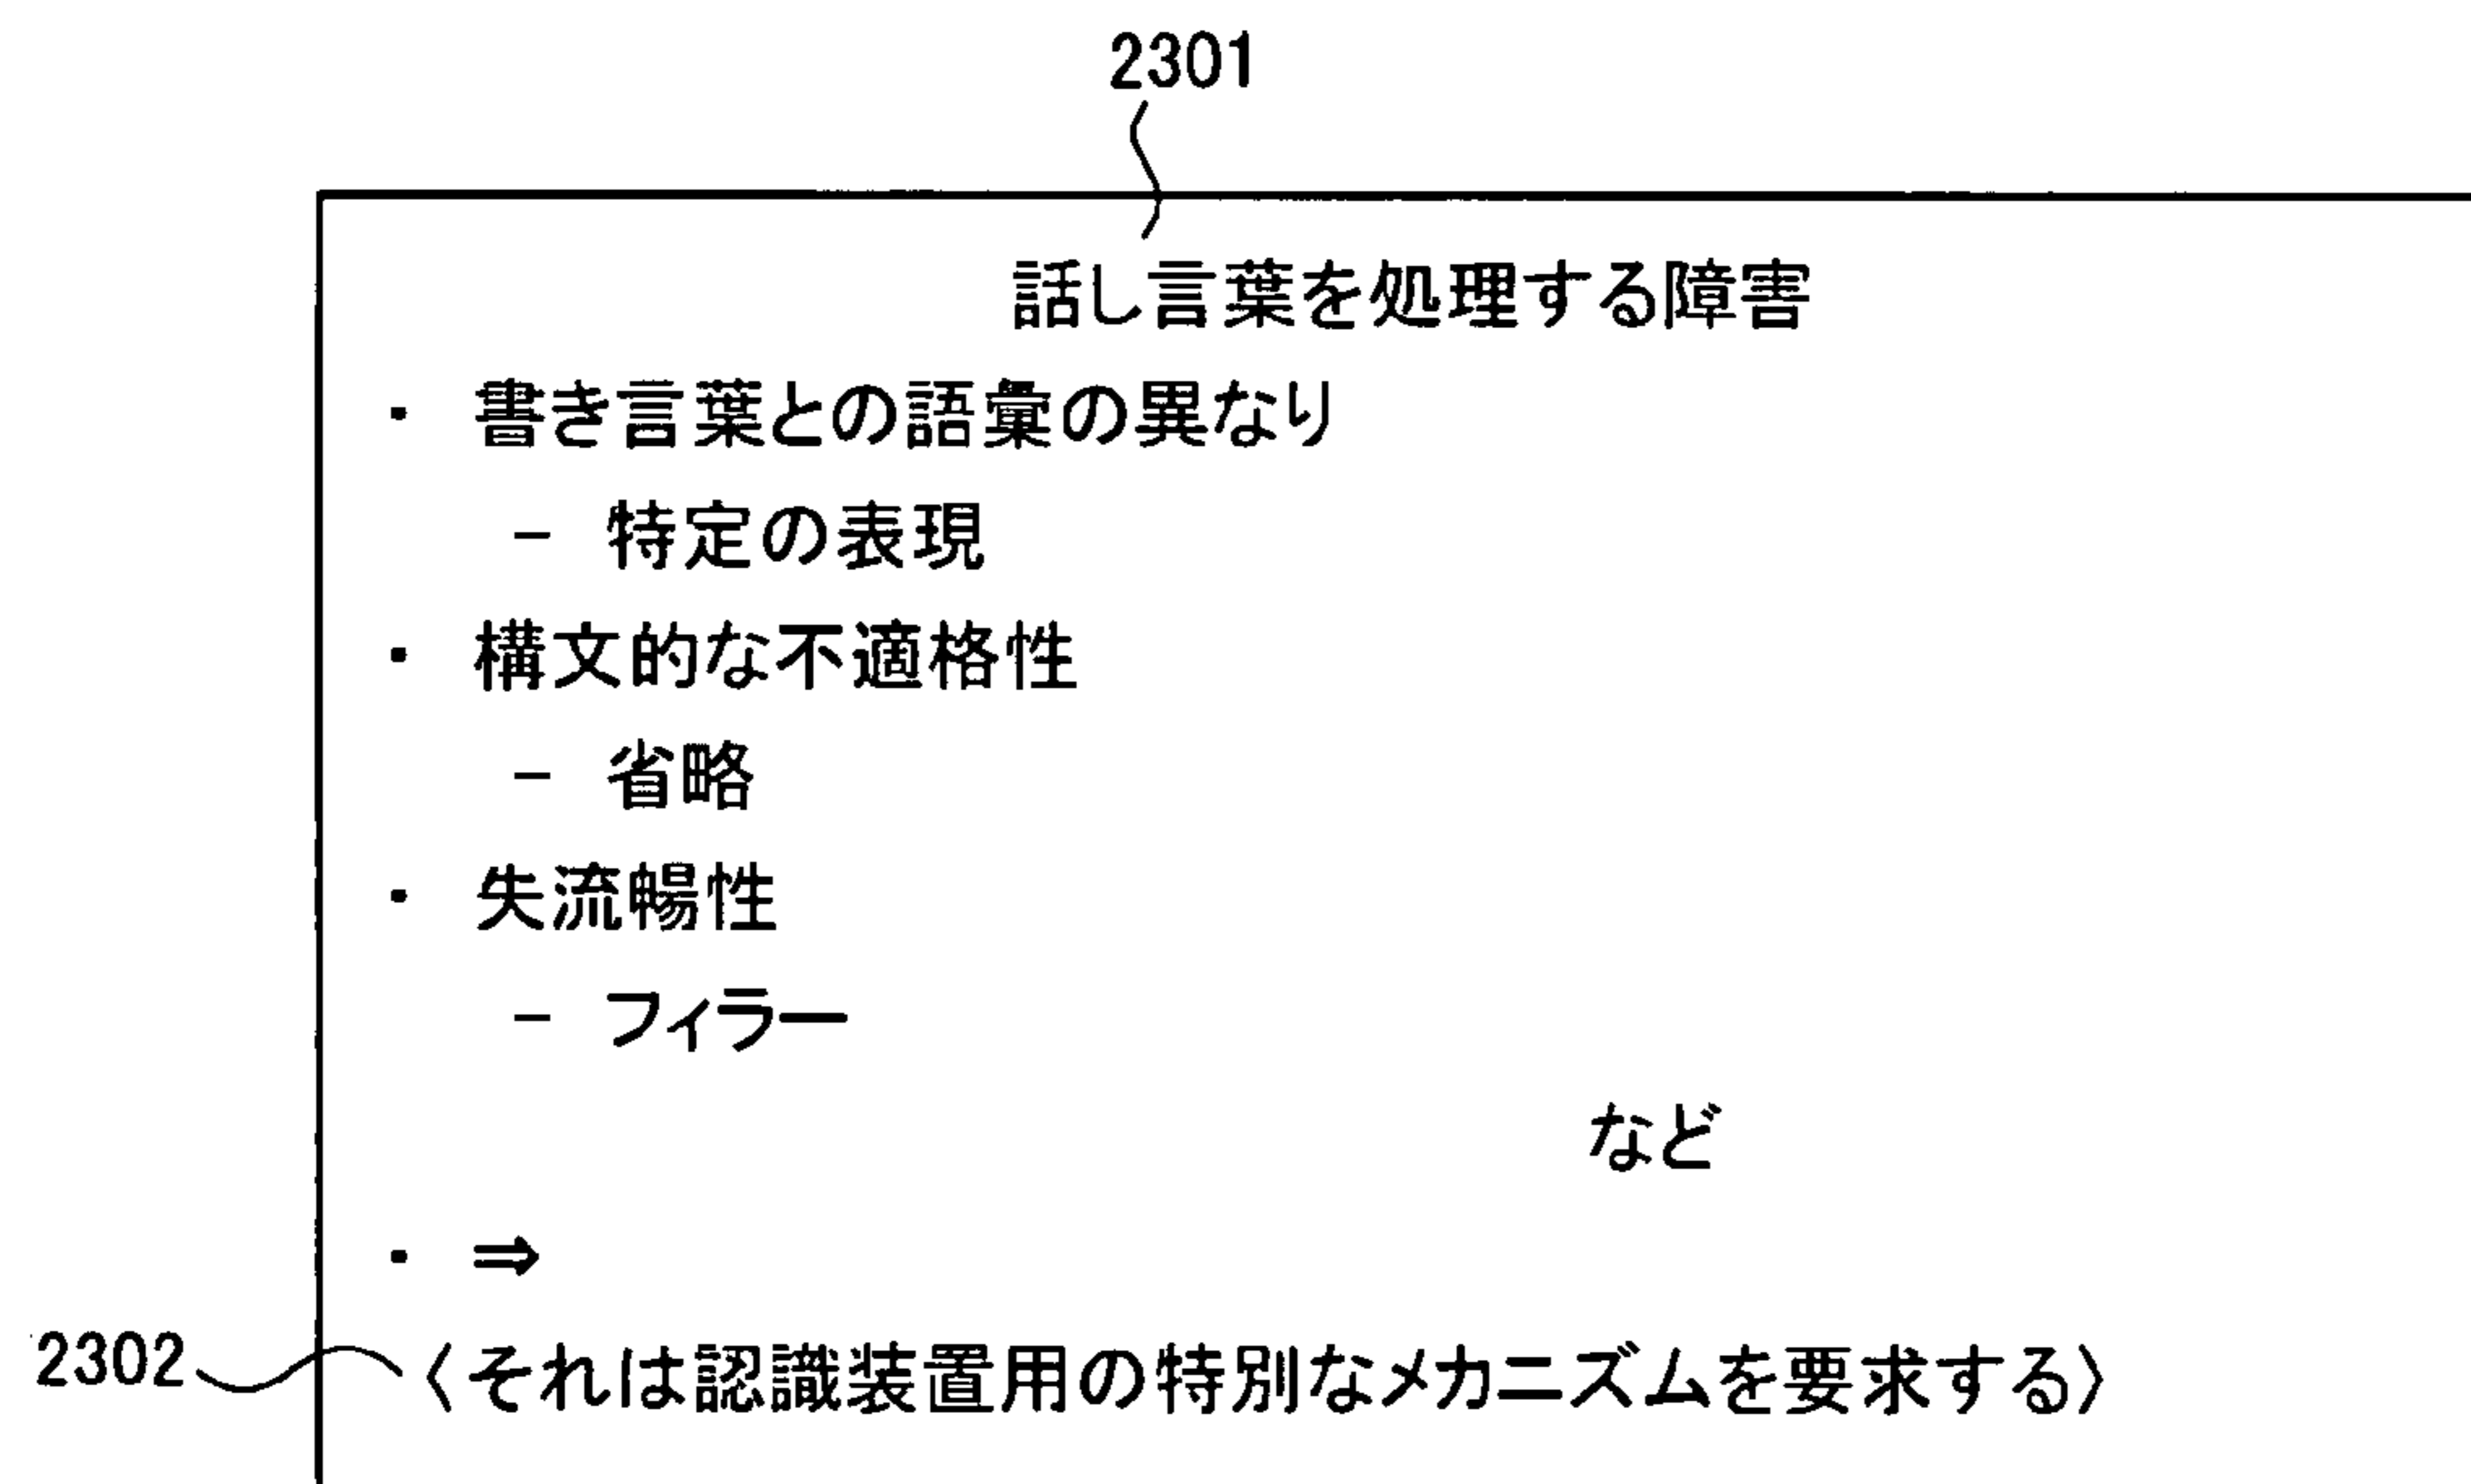 2301
話し言葉を処理する障害
・ 書き言葉との語彙の異なり
－ 特定の表現
・ 構文的な不適格性
－ 省略
・ 失流暢性
－ フィラー
など
・ ⇒
2302 〈それは認識装置用の特別なメカニズムを要求する〉